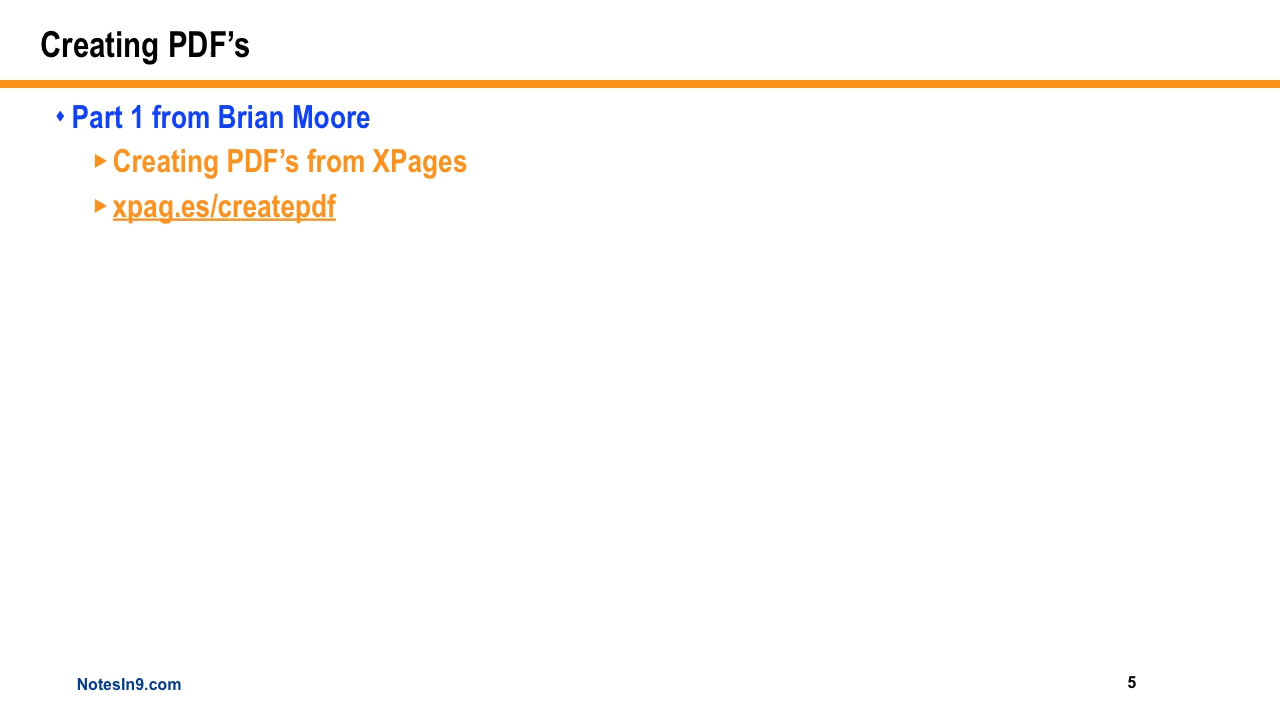 Creating PDF’s
Part 1 from Brian Moore
Creating PDF’s from XPages
xpag.es/createpdf
NotesIn9.com
5